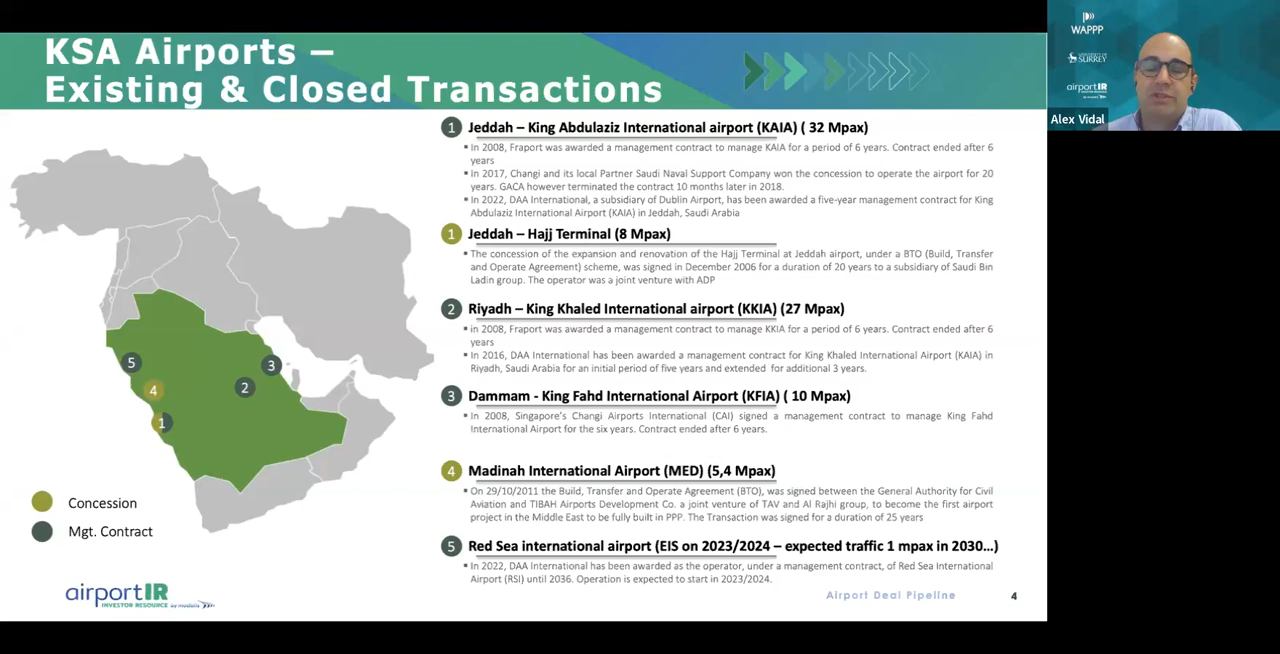 KSA Airports –
Existing & Closed Transactions
1 Jeddah – King Abdulaziz International airport (KAIA) ( 32 Mpax)
▪ In 2008, Fraport was awarded a management contract to manage KAIA for a period of 6 years. Contract ended after 6
years
▪ In 2017, Changi and its local Partner Saudi Naval Support Company won the concession to operate the airport for 20
years. GACA however terminated the contract 10 months later in 2018.
▪ In 2022, DAA International, a subsidiary of Dublin Airport, has been awarded a five-year management contract for King
Abdulaziz International Airport (KAIA) in Jeddah, Saudi Arabia
1 Jeddah – Hajj Terminal (8 Mpax)
▪ The concession of the expansion and renovation of the Hajj Terminal at Jeddah airport, under a BTO (Build, Transfer
and Operate Agreement) scheme, was signed in December 2006 for a duration of 20 years to a subsidiary of Saudi Bin
Ladin group. The operator was a joint venture with ADP
2 Riyadh – King Khaled International airport (KKIA) (27 Mpax)
▪ in 2008, Fraport was awarded a management contract to manage KKIA for a period of 6 years. Contract ended after 6
years
▪ In 2016, DAA International has been awarded a management contract for King Khaled International Airport (KAIA) in
Riyadh, Saudi Arabia for an initial period of five years and extended for additional 3 years.
3 Dammam - King Fahd International Airport (KFIA) ( 10 Mpax)
▪ In 2008, Singapore's Changi Airports International (CAI) signed a management contract to manage King Fahd
International Airport for the six years. Contract ended after 6 years.
4 Madinah International Airport (MED) (5,4 Mpax)
▪ On 29/10/2011 the Build, Transfer and Operate Agreement (BTO), was signed between the General Authority for Civil
Aviation and TIBAH Airports Development Co. a joint venture of TAV and Al Rajhi group, to become the first airport
project in the Middle East to be fully built in PPP. The Transaction was signed for a duration of 25 years
5 Red Sea international airport (EIS on 2023/2024 – expected traffic 1 mpax in 2030…)
▪ In 2022, DAA International has been awarded as the operator, under a management contract, of Red Sea International
Airport (RSI) until 2036. Operation is expected to start in 2023/2024.
5
3
4
2
1
Concession
Mgt. Contract
airportIR
INVESTOR RESOURCE by modalis
Airport Deal Pipeline
4
WAPPP
UNIVERSITY OF
SURREY
airportIR
Alex Vidal